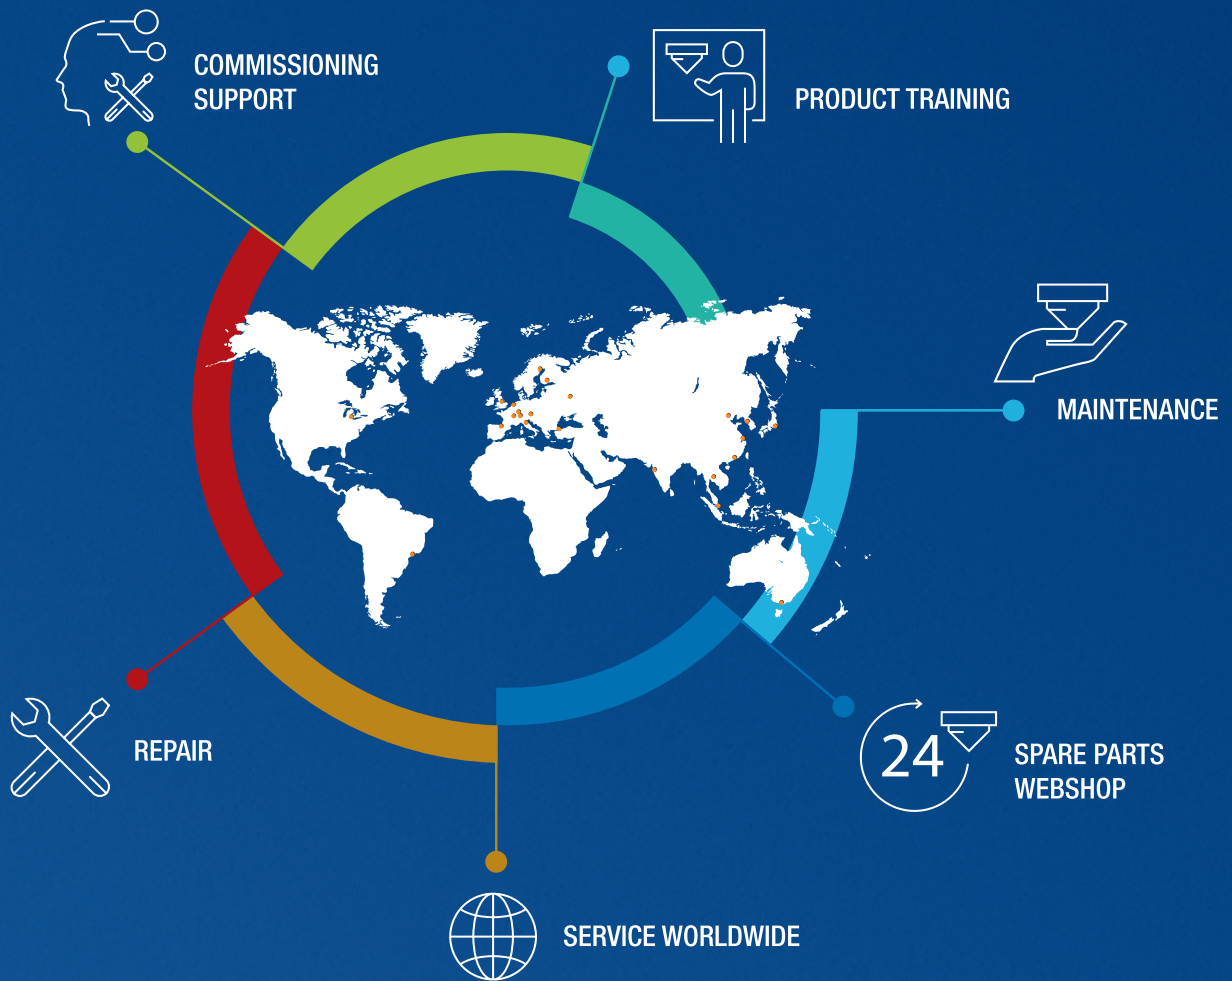 COMMISSIONING
SUPPORT
PRODUCT TRAINING
MAINTENANCE
REPAIR
24
SPARE PARTS
WEBSHOP
SERVICE WORLDWIDE